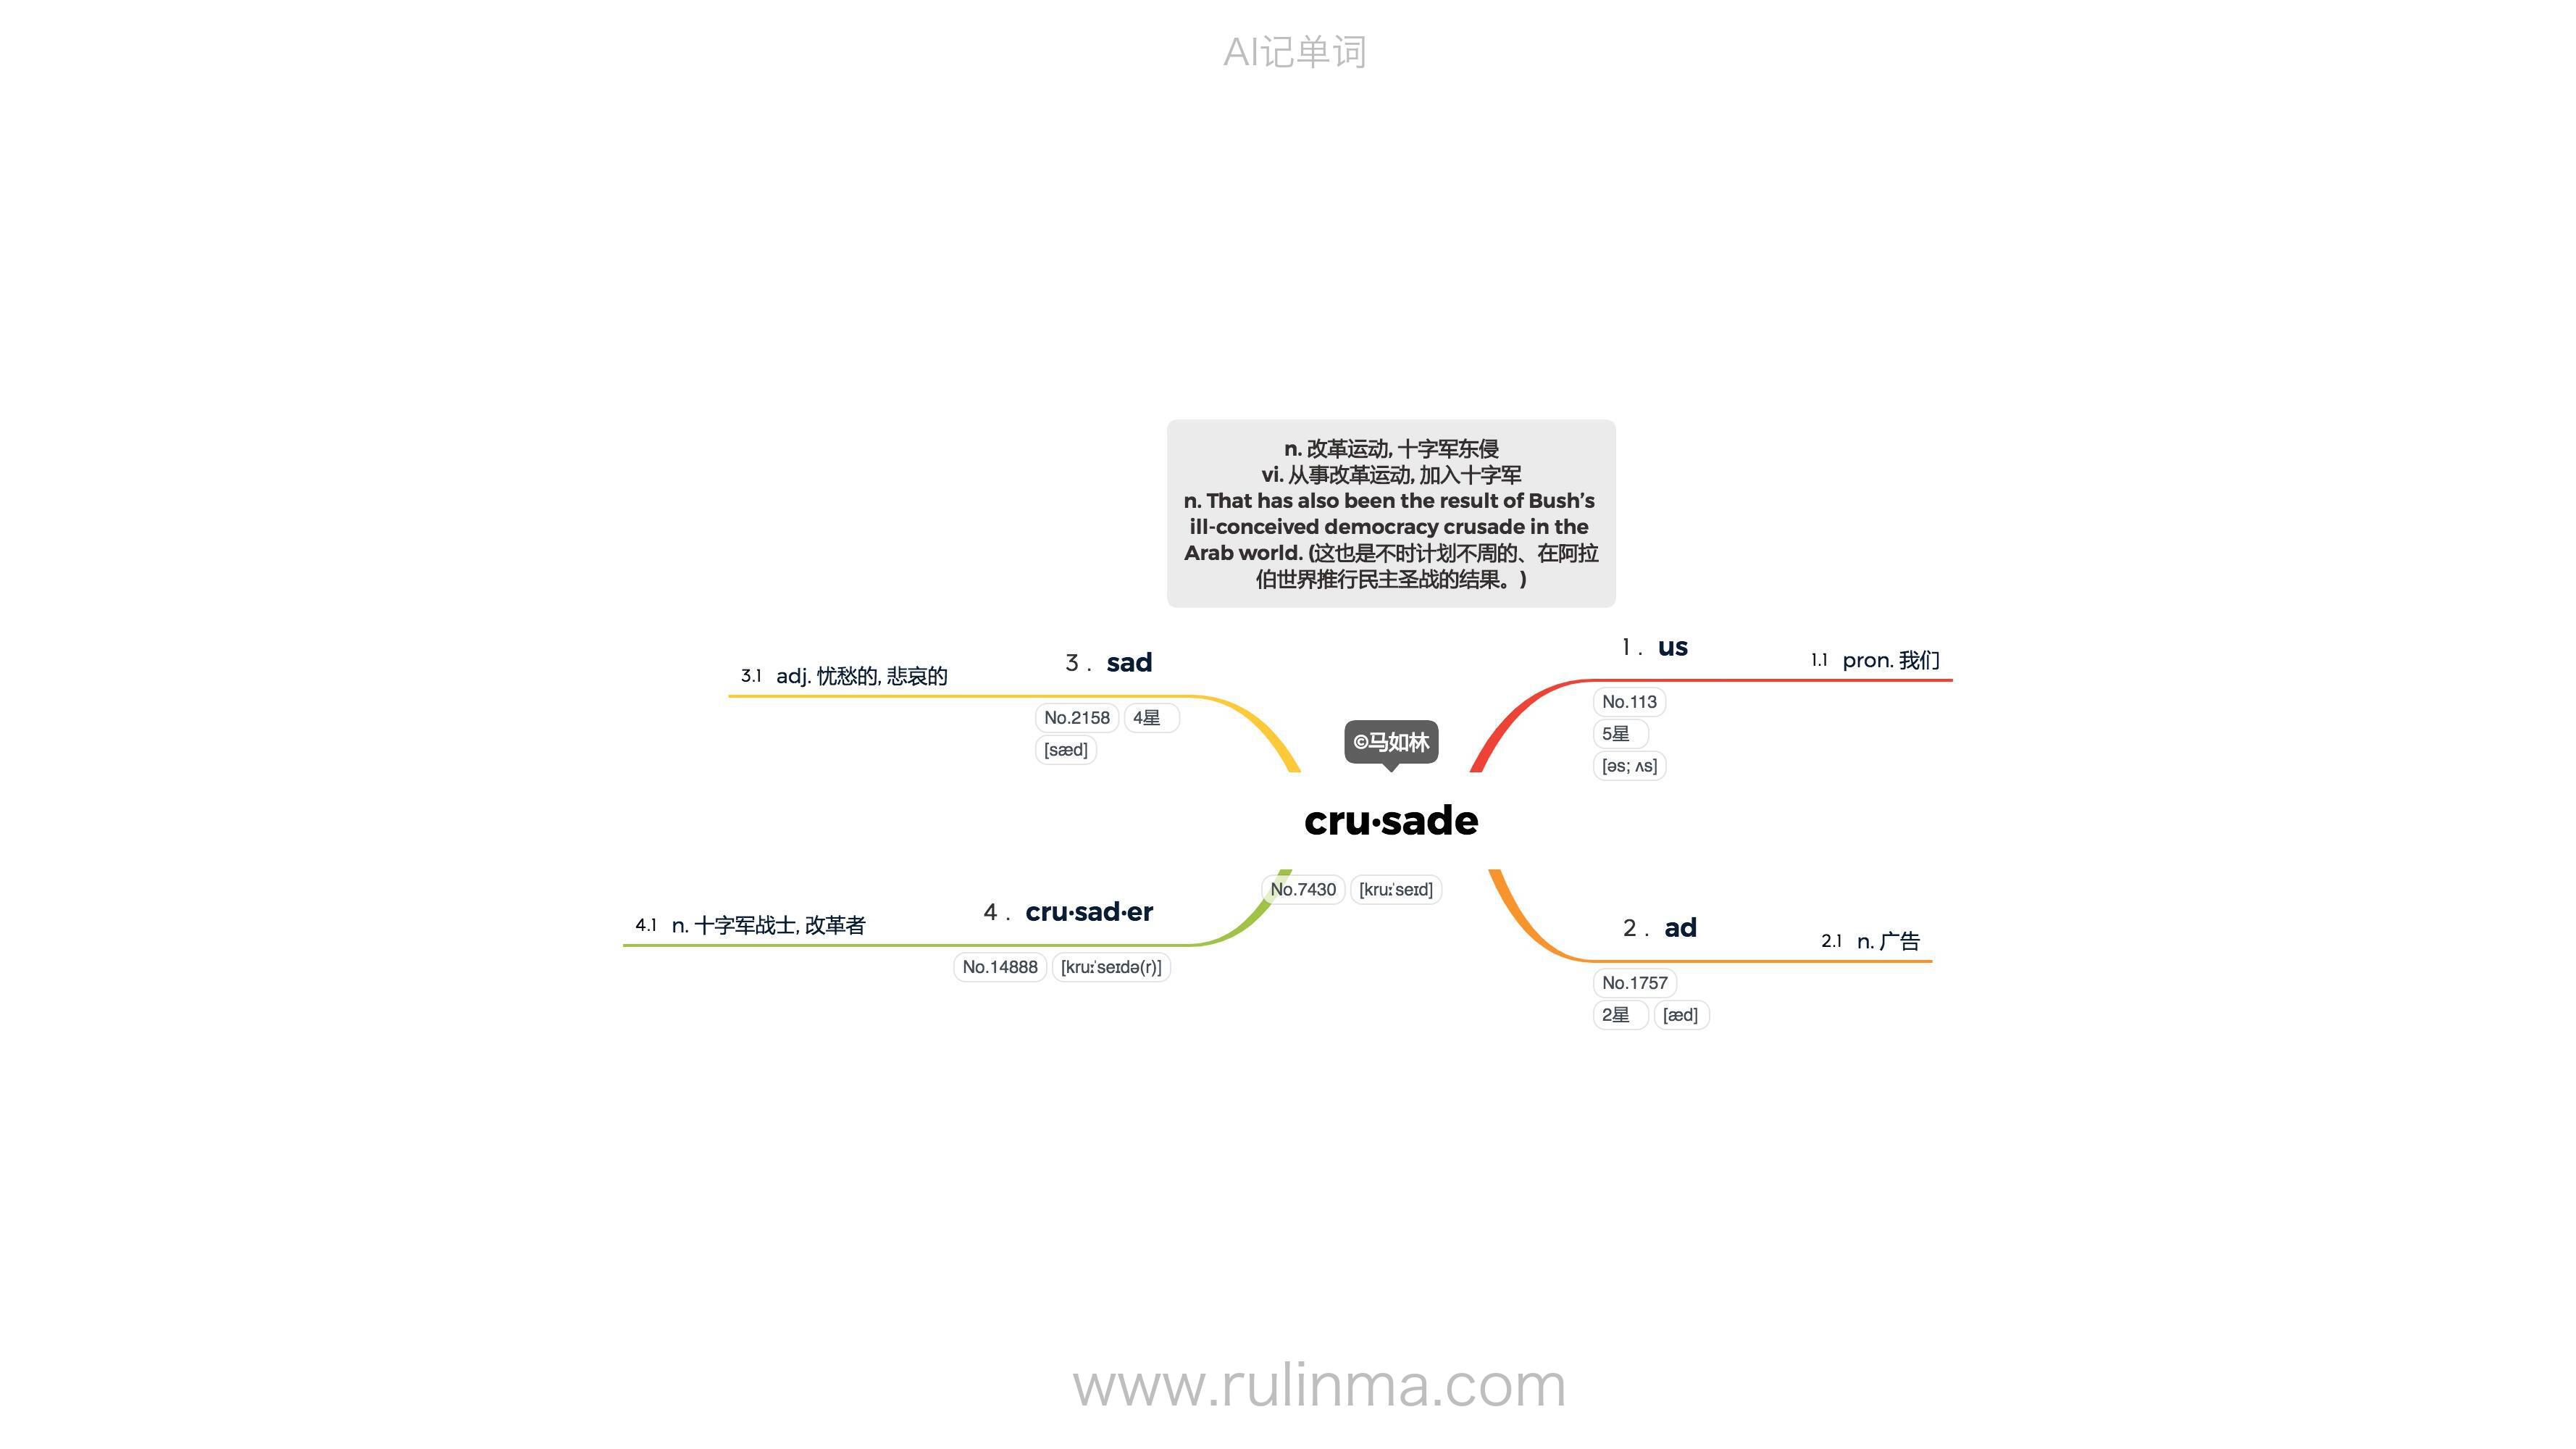 AI记单词
n. 改革运动, 十字军东侵
vi. 从事改革运动, 加入十字军
n. That has also been the result of Bush’s
ill-conceived democracy crusade in the
Arab world. (这也是不时计划不周的、在阿拉
伯世界推行民主圣战的结果。)
1 . us
1.1 pron. 我们
No.113
5星
[əs; ʌs]
3 . sad
3.1 adj. 忧愁的, 悲哀的
No.2158 4星
[sæd]
©马如林
cru·sade
No.7430 [kruːˈseɪd]
4 . cru·sad·er
4.1 n. 十字军战士, 改革者
No.14888 [kruːˈseɪdə(r)]
2 . ad
2.1 n. 广告
No.1757
2星 [æd]
www.rulinma.com